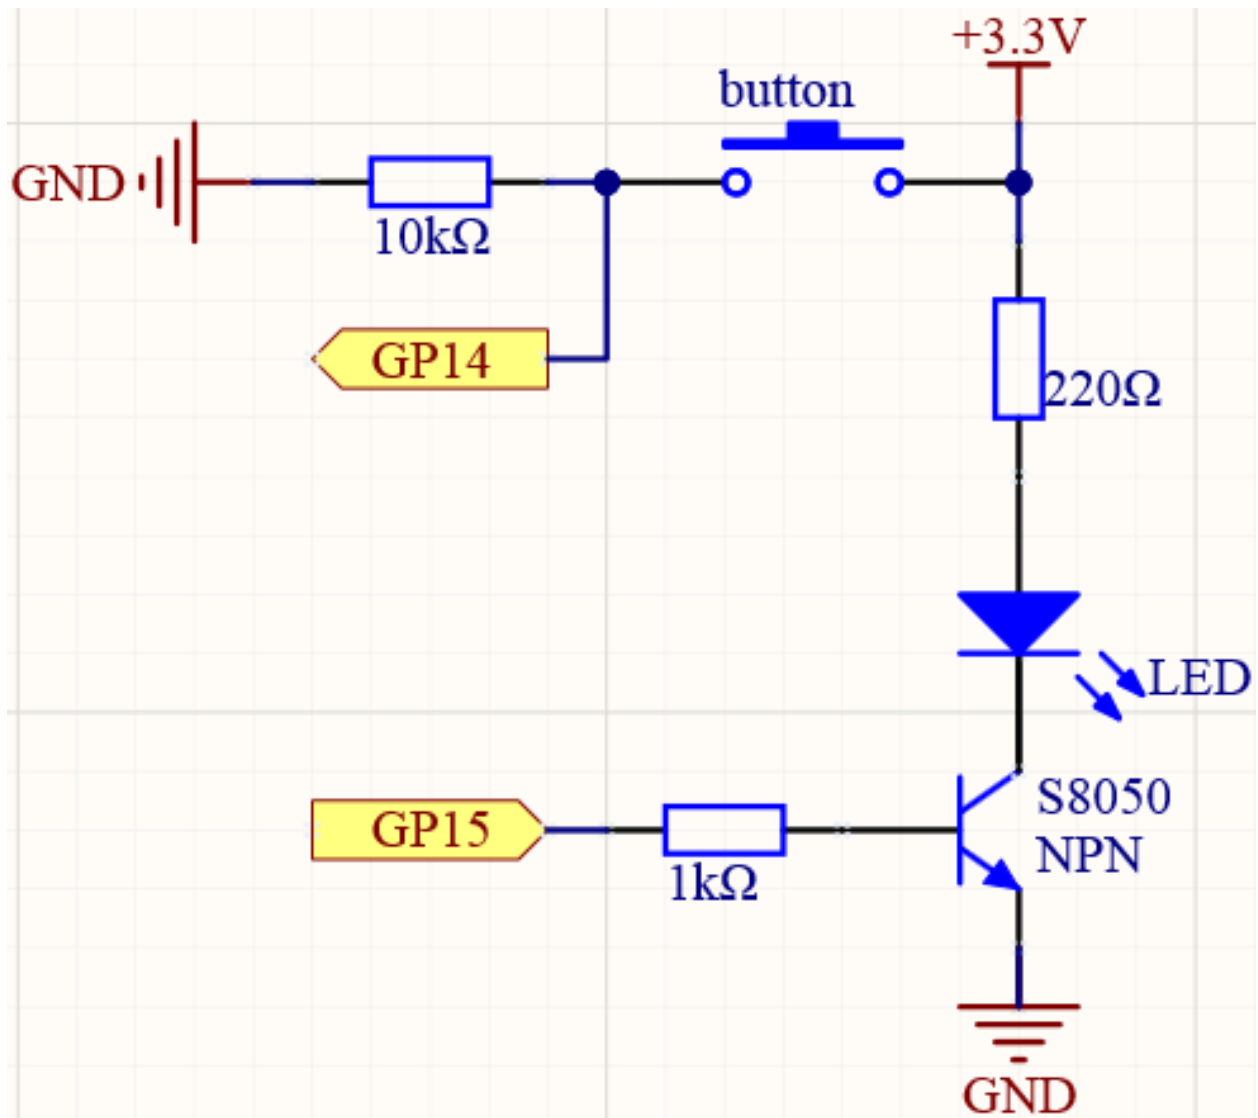 +3.3V
button
GND
10kΩ
GP14
220Ω
LED
S8050
NPN
GP15
1kΩ
GND